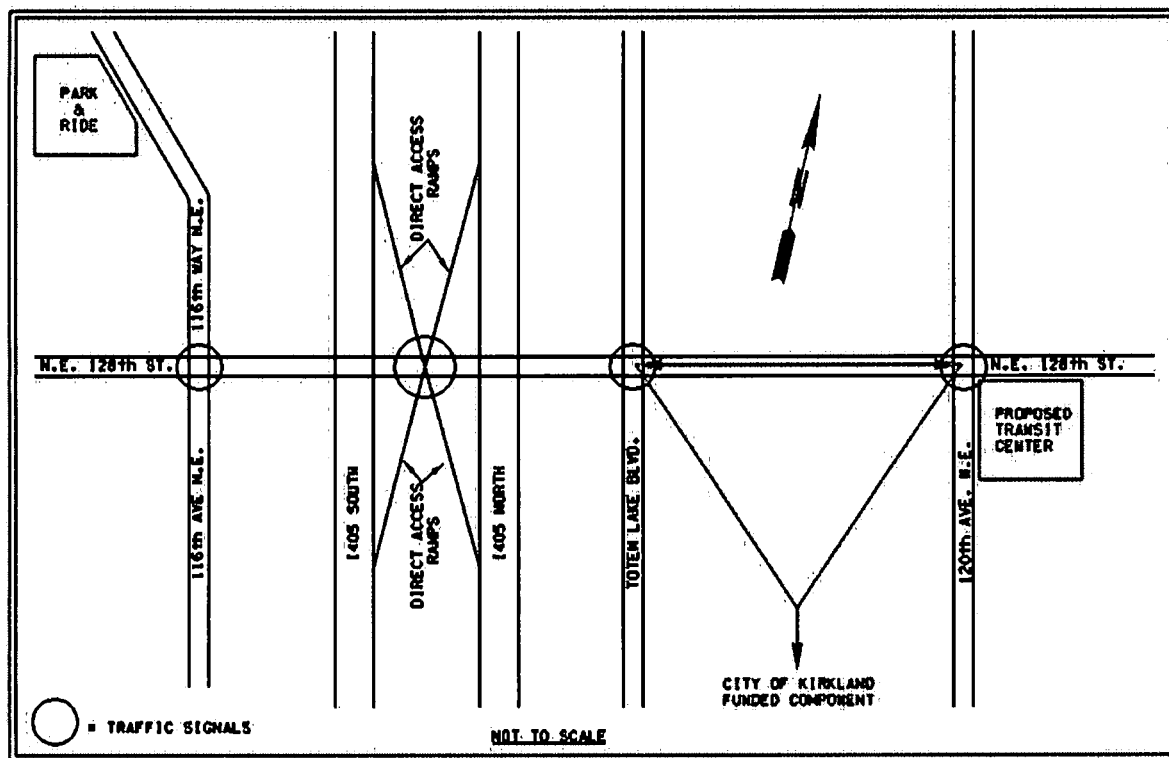 PARK
&
RIDE
DIRECT ACCESS
RAMPS
116th WAY N.E.
N.E. 128th ST.
N.E. 128th ST.
PROPOSED
TRANSIT
CENTER
116th AVE N.E.
I405 SOUTH
DIRECT ACCESS
RAMPS
I405 NORTH
TOTEM LAKE BLVD.
120th AVE. N.E.
CITY OF KIRKLAND
FUNDED COMPONENT
= TRAFFIC SIGNALS
NOT TO SCALE